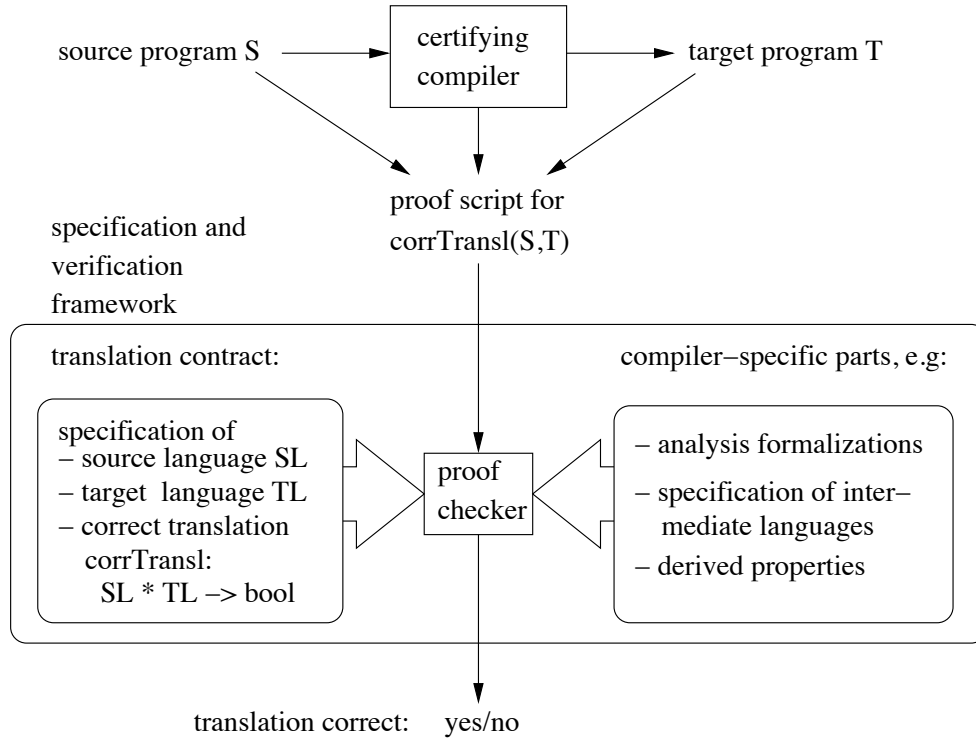 source program S
certifying
compiler
target program T
proof script for
corrTransl(S,T)
specification and
verification
framework
translation contract:
compiler–specific parts, e.g:
specification of
– source language SL
– target language TL
– correct translation
corrTransl:
SL * TL –> bool
proof
checker
– analysis formalizations
– specification of inter–
mediate languages
– derived properties
translation correct: yes/no